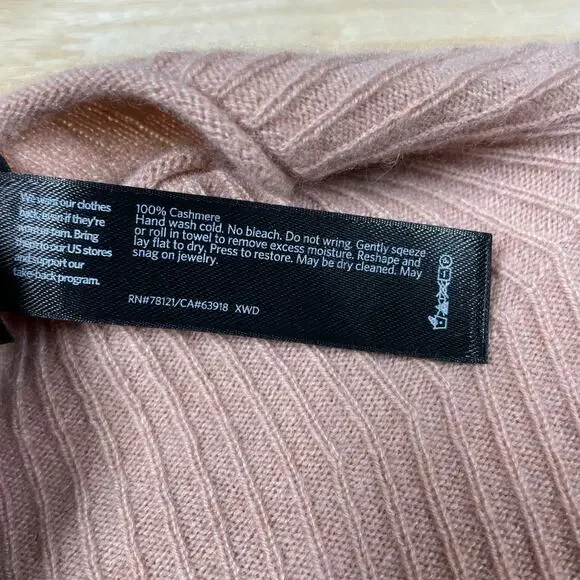 We want our clothes
back even if they're
worn or torn. Bring
them to our US stores
and support our
take-back program.
100% Cashmere
Hand wash cold. No bleach. Do not wring. Gently squeeze
or roll in towel to remove excess moisture. Reshape and
lay flat to dry. Press to restore. May be dry cleaned. May
snag on jewelry.
RN#78121/CA#63918 XWD